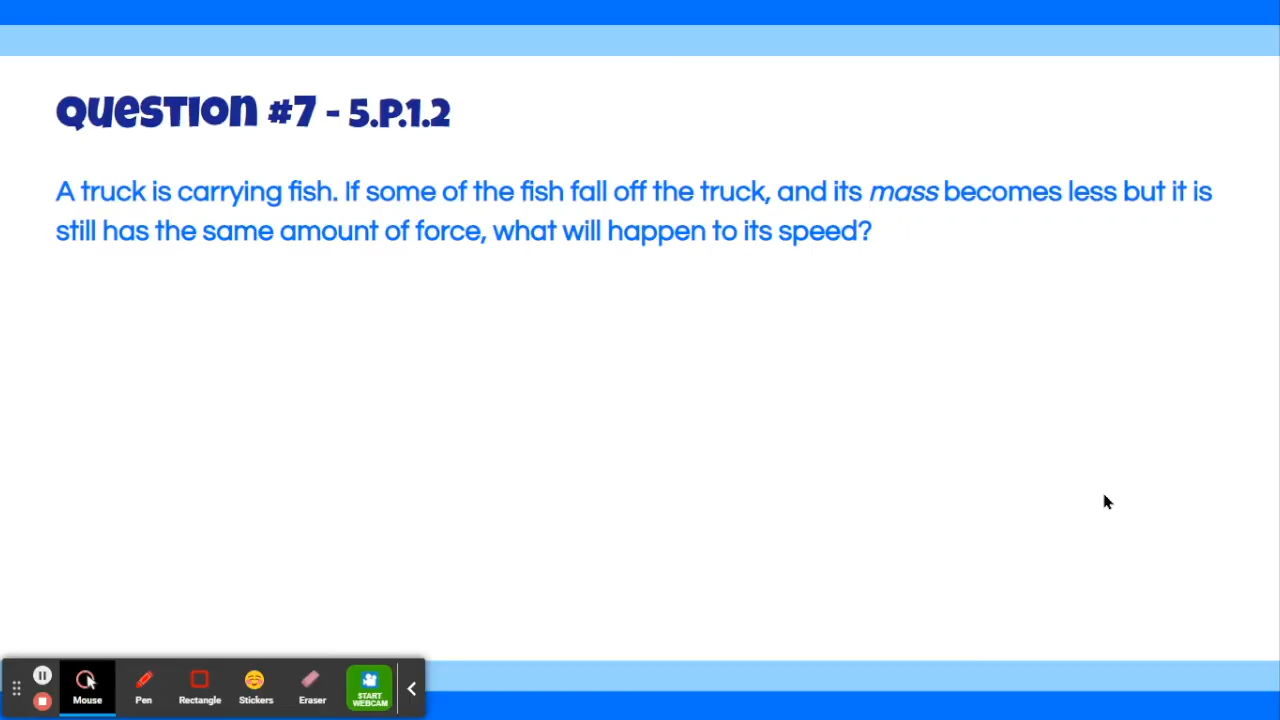 Question #7 - 5.P.1.2
A truck is carrying fish. If some of the fish fall off the truck, and its mass becomes less but it is
still has the same amount of force, what will happen to its speed?
Mouse
Pen
Rectangle
Stickers
Eraser
START
WEBCAM